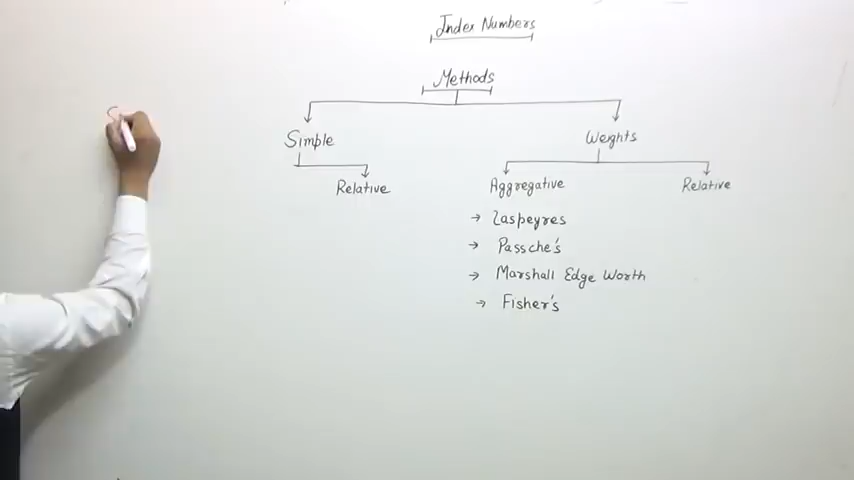 Index Numbers
Methods
Simple
Weights
Relative
Aggregative
Relative
→ Laspeyres
→ Passche's
→ Marshall Edge Worth
→ Fisher's